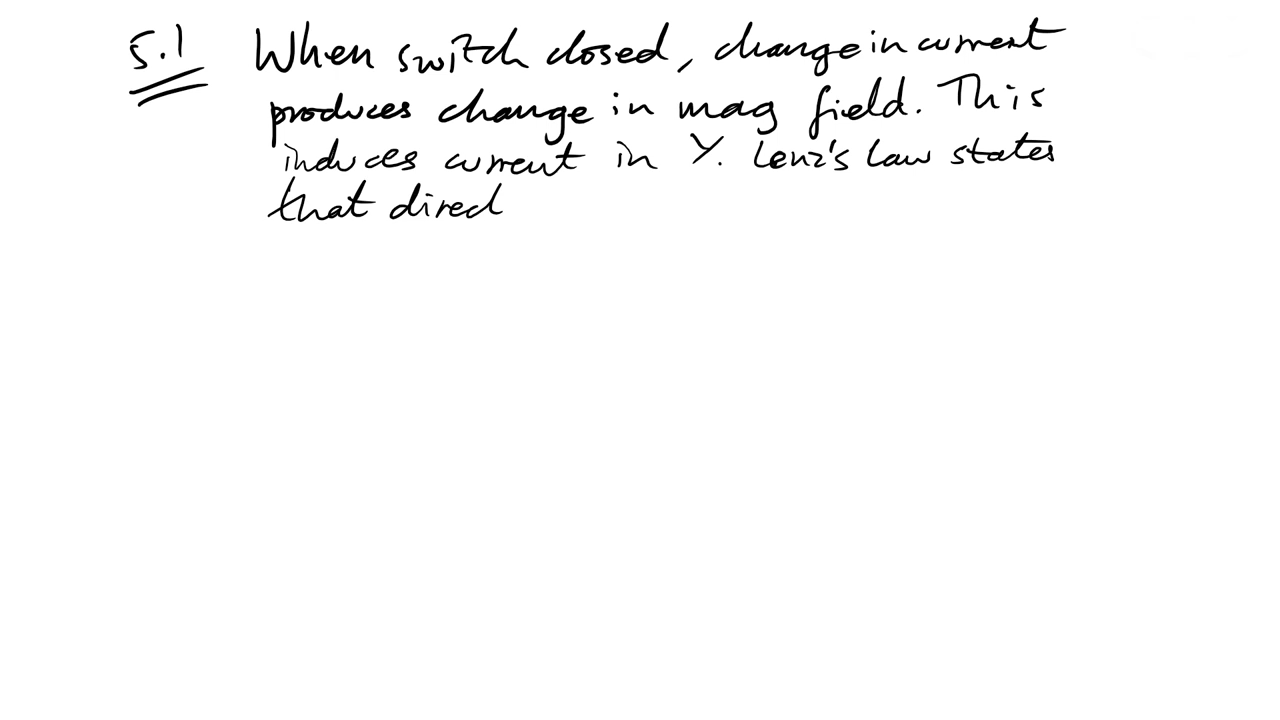 5.1 When switch closed, change in current
produces change in mag field. This
induces current in Y. Lenz's law states
that direc